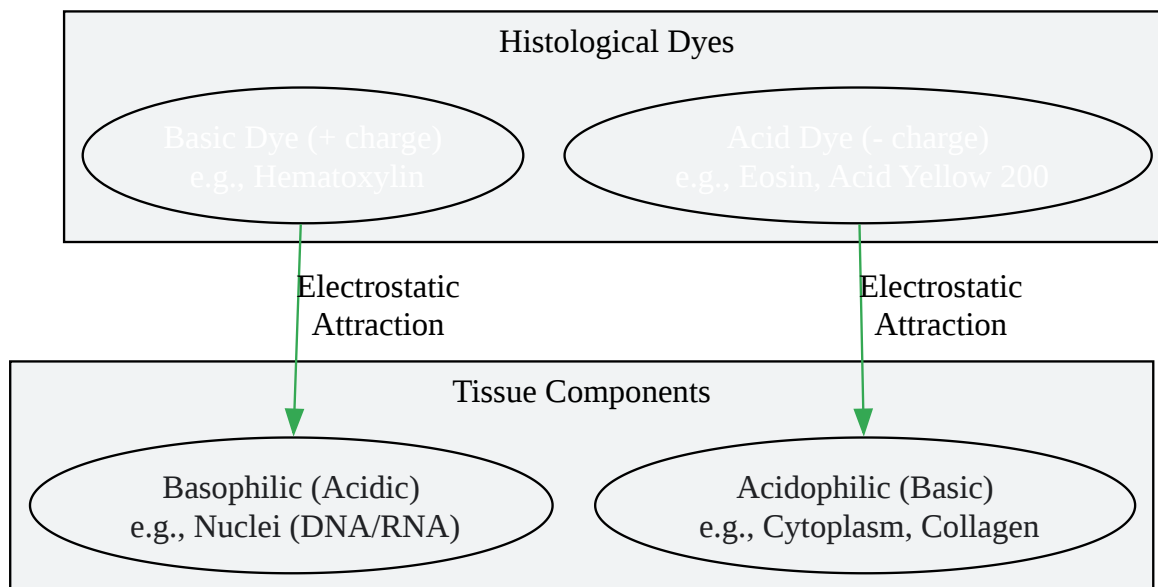 Histological Dyes
Basic Dye (+ charge)
e.g., Hematoxylin
Acid Dye (- charge)
e.g., Eosin, Acid Yellow 200
Electrostatic
Attraction
Electrostatic
Attraction
Tissue Components
Basophilic (Acidic)
e.g., Nuclei (DNA/RNA)
Acidophilic (Basic)
e.g., Cytoplasm, Collagen